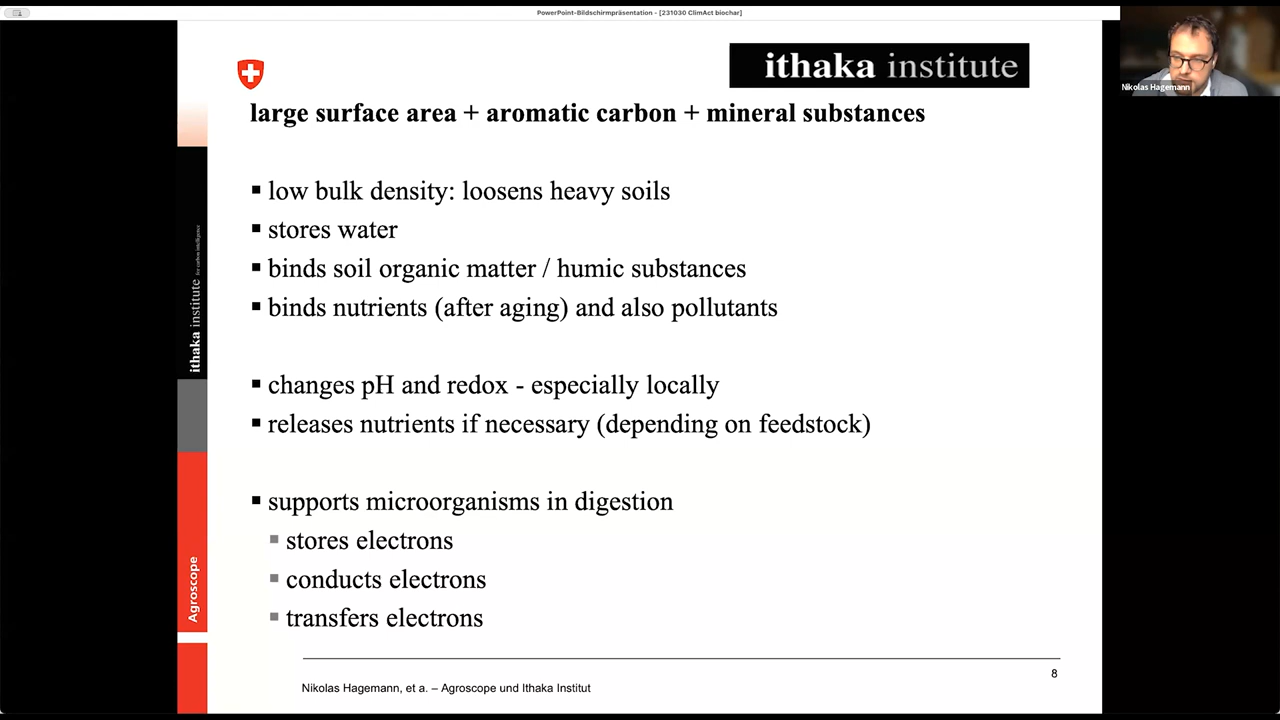 PowerPoint-Bildschirmpräsentation - [231030 ClimAct biochar]
Nikolas Hagemann
ithaka institute
large surface area + aromatic carbon + mineral substances
low bulk density: loosens heavy soils
stores water
binds soil organic matter / humic substances
binds nutrients (after aging) and also pollutants
changes pH and redox - especially locally
releases nutrients if necessary (depending on feedstock)
supports microorganisms in digestion
stores electrons
conducts electrons
transfers electrons
ithaka institute
for carbon intelligence
Agroscope
8
Nikolas Hagemann, et a. – Agroscope und Ithaka Institut